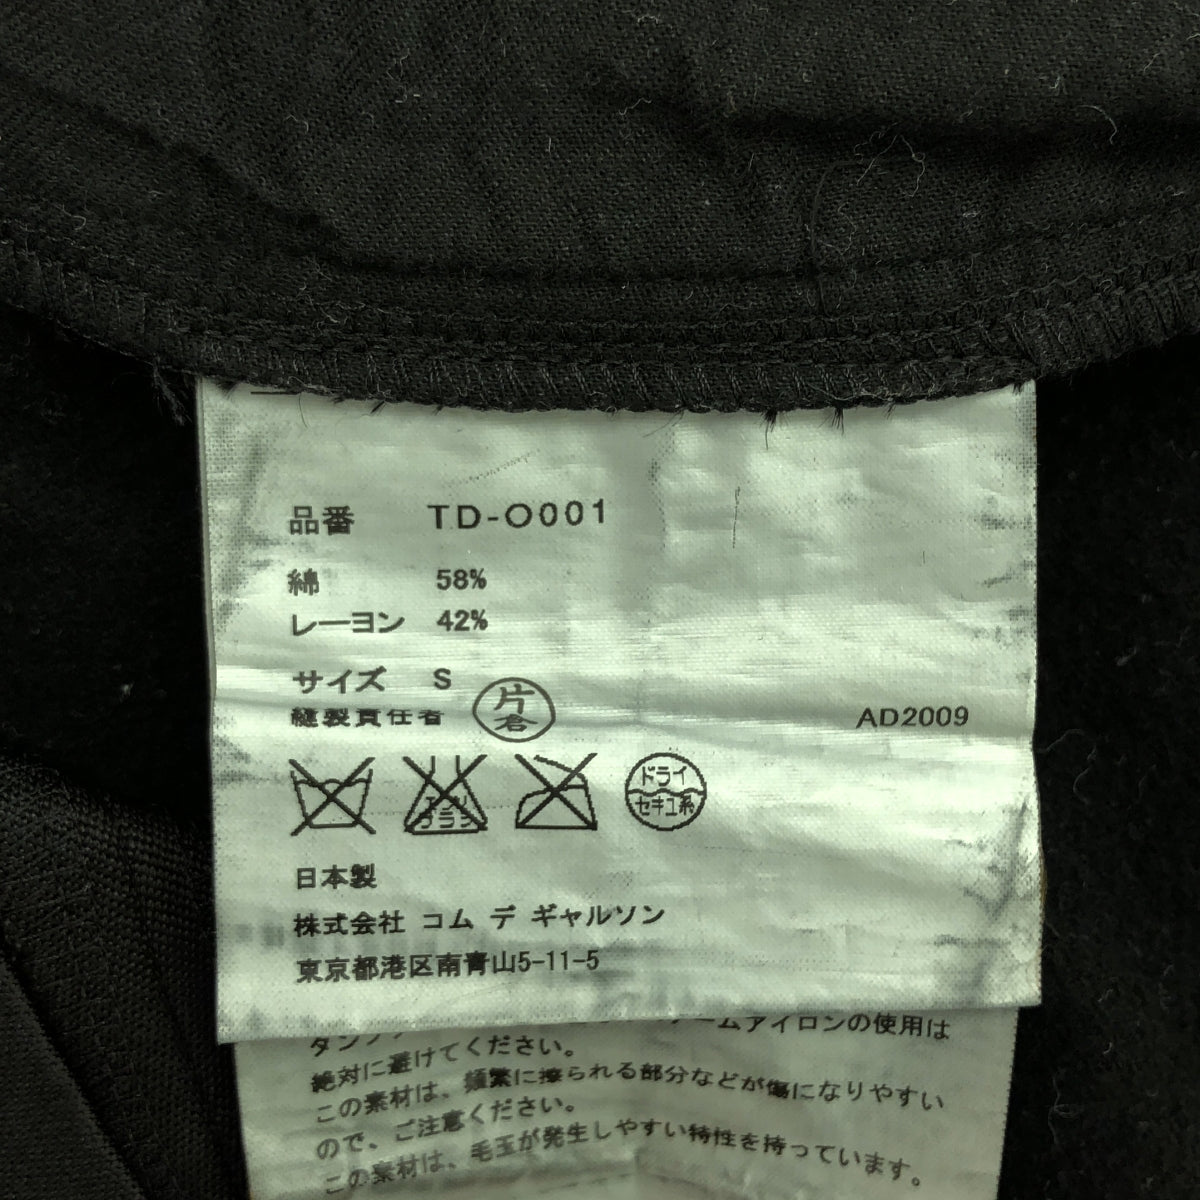 品番 TD-O001
綿 58%
レーヨン 42%
サイズ S
縫製責任者 片倉
AD2009
エンソ
ドライ
セキユ系
日本製
株式会社 コム デ ギャルソン
東京都港区南青山5-11-5
アイロンの使用は
絶対に避けてください。
この素材は、頻繁に擦られる部分などが傷になりやすい
ので、ご注意ください。
この素材は、毛玉が発生しやすい特性を持っています。